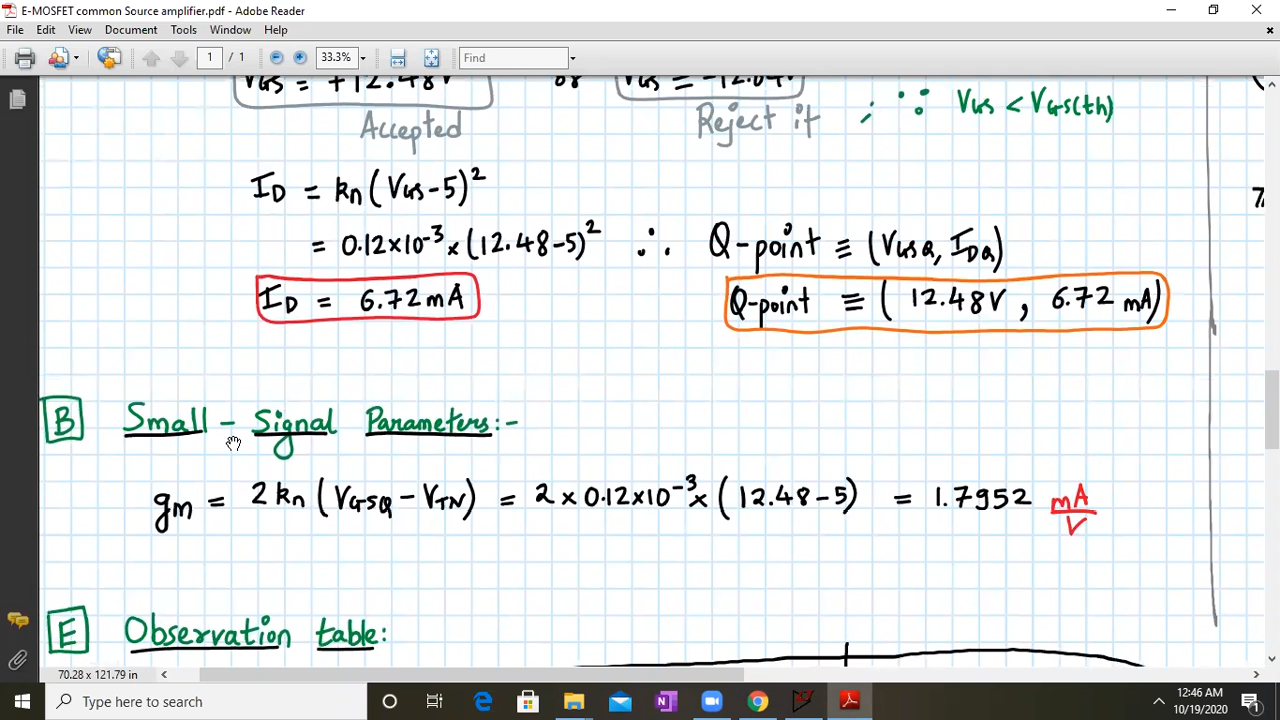 E-MOSFET common Source amplifier.pdf - Adobe Reader
File Edit View Document Tools Window Help
1 / 1 33.3% Find
VGS = +12.48V or
Accepted Reject it ∵ VGS < VGS(th)
ID = kn(VGS-5)²
= 0.12×10⁻³×(12.48-5)² ∴ Q-point ≡ (VGSQ, IDQ)
ID = 6.72mA Q-point ≡ ( 12.48V , 6.72 mA)
B Small - Signal Parameters:-
gm = 2 kn (VGSQ - VTN) = 2 × 0.12×10⁻³× (12.48-5) = 1.7952 mA/V
E Observation table:
70.28 x 121.79 in
Type here to search
12:46 AM
10/19/2020